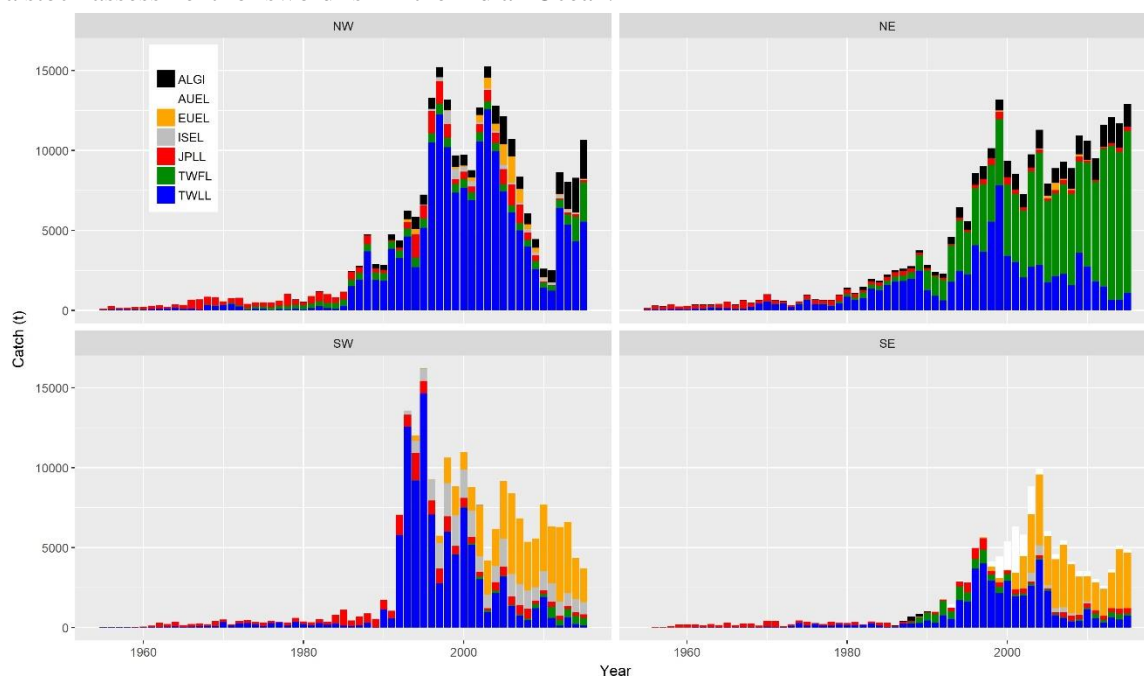 NW
NE
ALGI
AUEL
EUEL
ISEL
JPLL
TWFL
TWLL
15000
10000
5000
0
SW
SE
15000
10000
5000
0
Catch (t)
1960
1980
2000
1960
1980
2000
Year